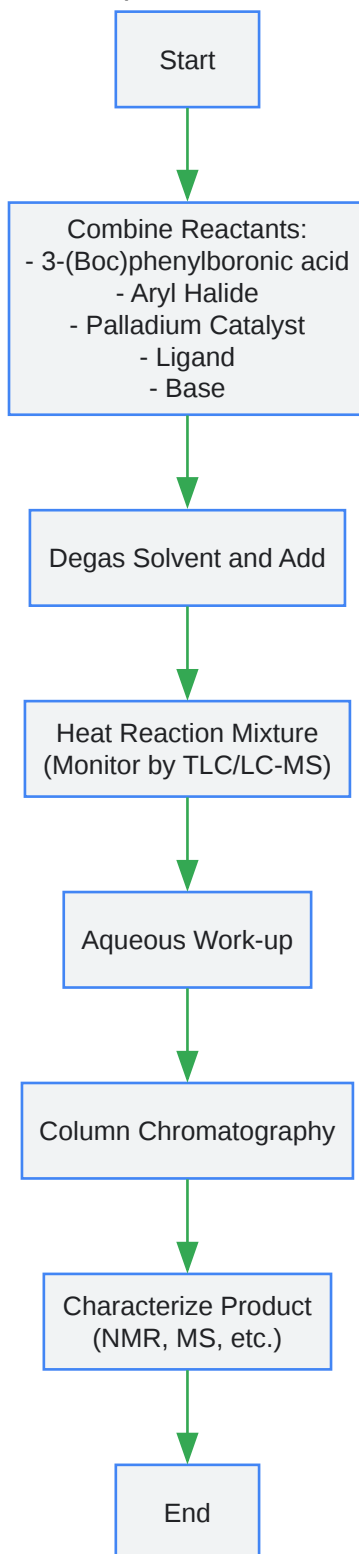 Start
Combine Reactants:
- 3-(Boc)phenylboronic acid
- Aryl Halide
- Palladium Catalyst
- Ligand
- Base
Degas Solvent and Add
Heat Reaction Mixture
(Monitor by TLC/LC-MS)
Aqueous Work-up
Column Chromatography
Characterize Product
(NMR, MS, etc.)
End